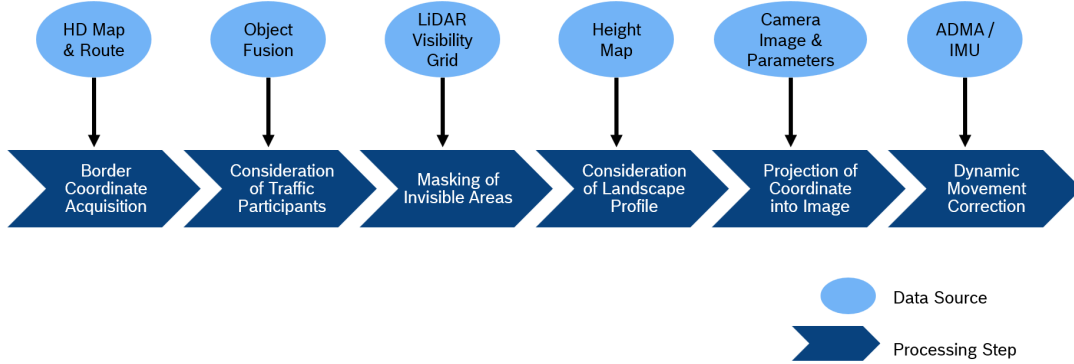 HD Map
& Route
Object
Fusion
LiDAR
Visibility
Grid
Height
Map
Camera
Image &
Parameters
ADMA /
IMU
Border
Coordinate
Acquisition
Consideration
of Traffic
Participants
Masking of
Invisible Areas
Consideration
of Landscape
Profile
Projection of
Coordinate
into Image
Dynamic
Movement
Correction
Data Source
Processing Step